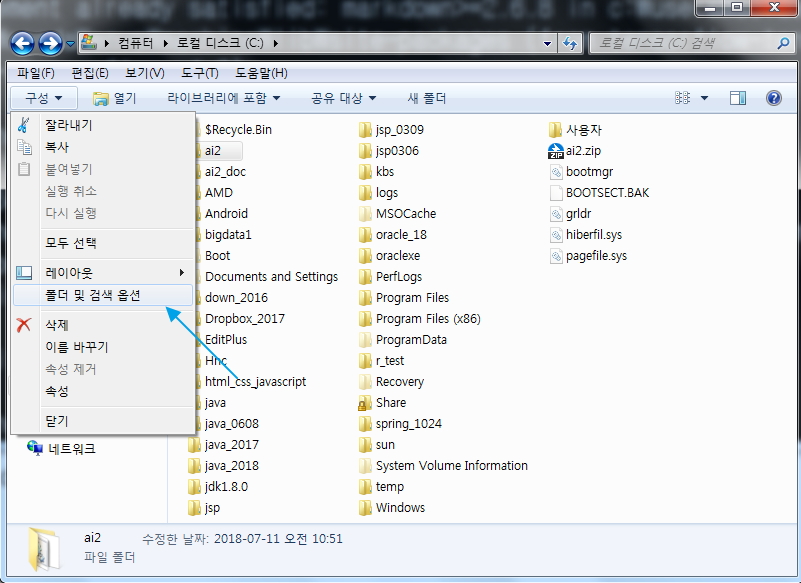 ment already satisfied: markdown
컴퓨터 로컬 디스크 (C:)
로컬 디스크 (C:) 검색
파일(F) 편집(E) 보기(V) 도구(T) 도움말(H)
구성 열기 라이브러리에 포함 공유 대상 새 폴더
잘라내기
복사
붙여넣기
실행 취소
다시 실행
모두 선택
레이아웃
폴더 및 검색 옵션
삭제
이름 바꾸기
속성 제거
속성
닫기
네트워크
$Recycle.Bin
ai2
ai2_doc
AMD
Android
bigdata1
Boot
Documents and Settings
down_2016
Dropbox_2017
EditPlus
Hnc
html_css_javascript
java
java_0608
java_2017
java_2018
jdk1.8.0
jsp
jsp_0309
jsp0306
kbs
logs
MSOCache
oracle_18
oraclexe
PerfLogs
Program Files
Program Files (x86)
ProgramData
r_test
Recovery
Share
spring_1024
sun
System Volume Information
temp
Windows
사용자
ZIP
ai2.zip
bootmgr
BOOTSECT.BAK
grldr
hiberfil.sys
pagefile.sys
ai2 수정한 날짜: 2018-07-11 오전 10:51
파일 폴더